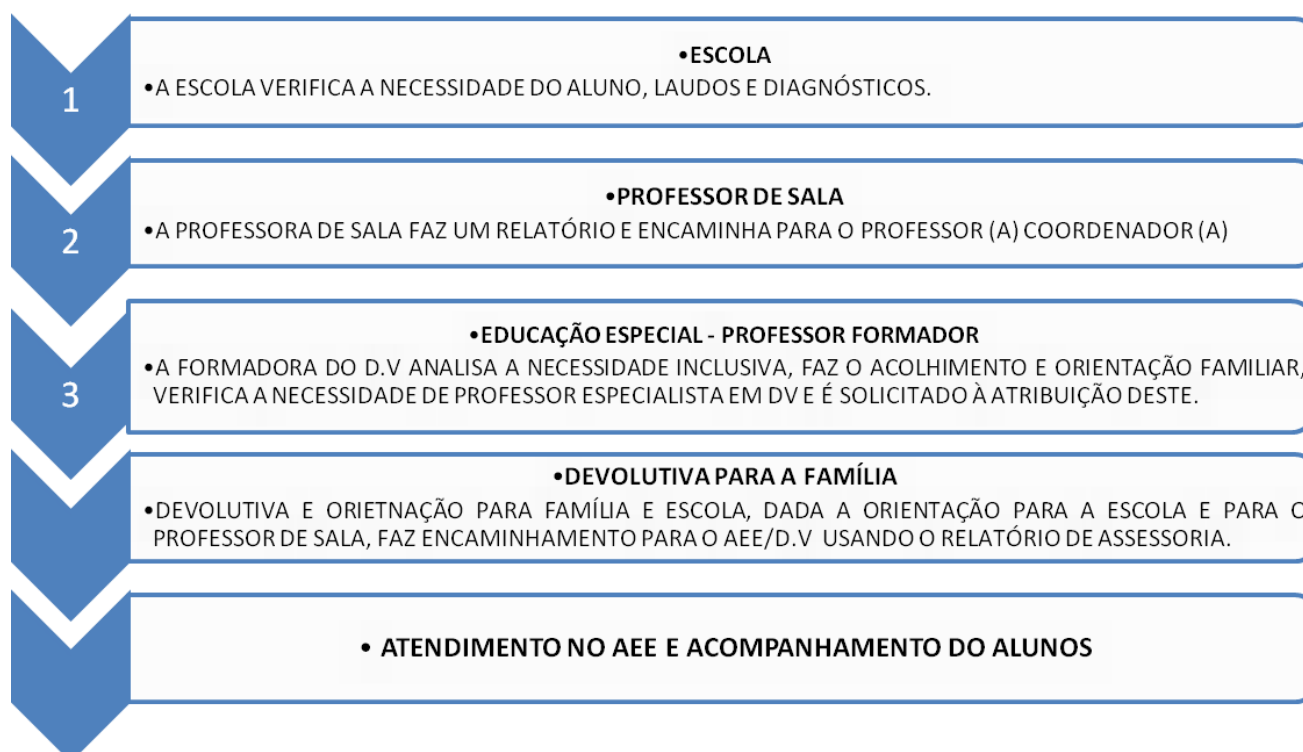 1
•ESCOLA
•A ESCOLA VERIFICA A NECESSIDADE DO ALUNO, LAUDOS E DIAGNÓSTICOS.
2
•PROFESSOR DE SALA
•A PROFESSORA DE SALA FAZ UM RELATÓRIO E ENCAMINHA PARA O PROFESSOR (A) COORDENADOR (A)
3
•EDUCAÇÃO ESPECIAL - PROFESSOR FORMADOR
•A FORMADORA DO D.V ANALISA A NECESSIDADE INCLUSIVA, FAZ O ACOLHIMENTO E ORIENTAÇÃO FAMILIAR,
VERIFICA A NECESSIDADE DE PROFESSOR ESPECIALISTA EM DV E É SOLICITADO À ATRIBUIÇÃO DESTE.
•DEVOLUTIVA PARA A FAMÍLIA
•DEVOLUTIVA E ORIETNAÇÃO PARA FAMÍLIA E ESCOLA, DADA A ORIENTAÇÃO PARA A ESCOLA E PARA O
PROFESSOR DE SALA, FAZ ENCAMINHAMENTO PARA O AEE/D.V USANDO O RELATÓRIO DE ASSESSORIA.
• ATENDIMENTO NO AEE E ACOMPANHAMENTO DO ALUNOS